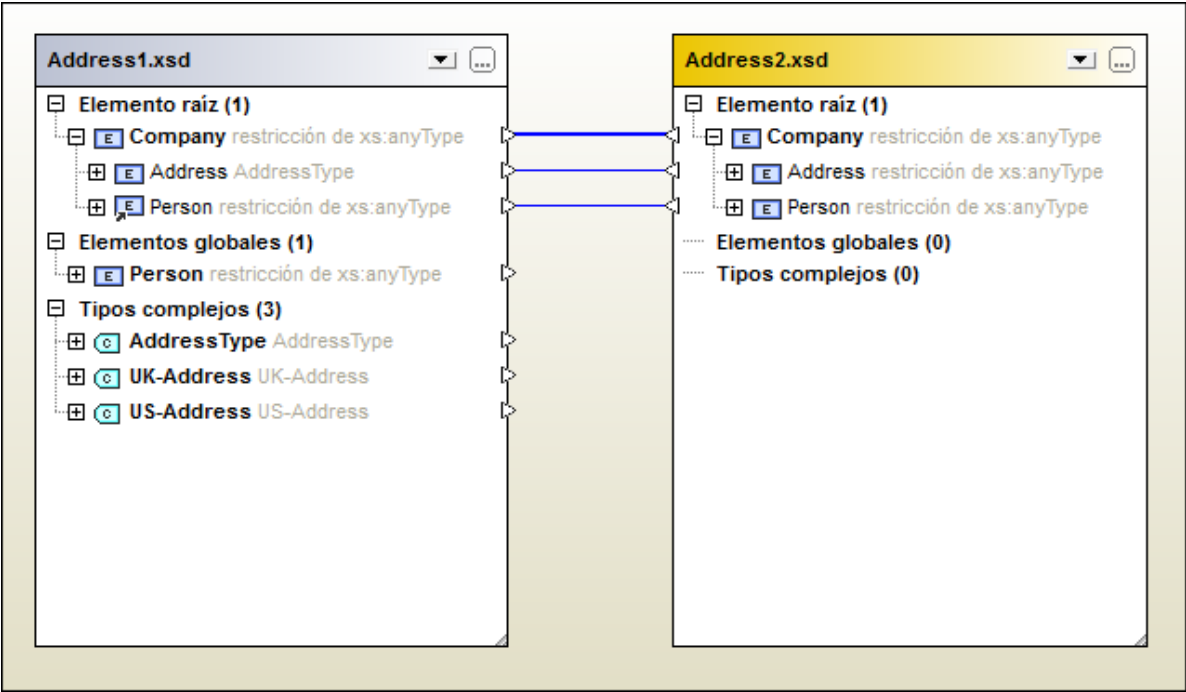 Address1.xsd
...
Elemento raíz (1)
E Company restricción de xs:anyType
E Address AddressType
E Person restricción de xs:anyType
Elementos globales (1)
E Person restricción de xs:anyType
Tipos complejos (3)
C AddressType AddressType
C UK-Address UK-Address
C US-Address US-Address
Address2.xsd
...
Elemento raíz (1)
E Company restricción de xs:anyType
E Address restricción de xs:anyType
E Person restricción de xs:anyType
Elementos globales (0)
Tipos complejos (0)